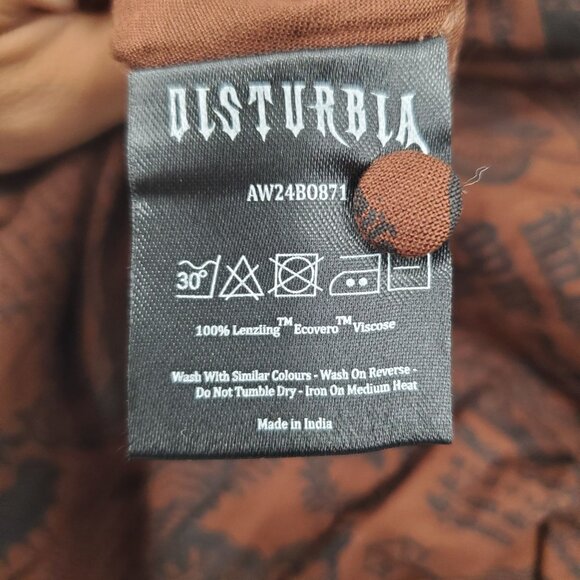 DISTURBIA
AW24B0871
30°
100% Lenzing™ Ecovero™ Viscose
Wash With Similar Colours - Wash On Reverse -
Do Not Tumble Dry - Iron On Medium Heat
Made in India